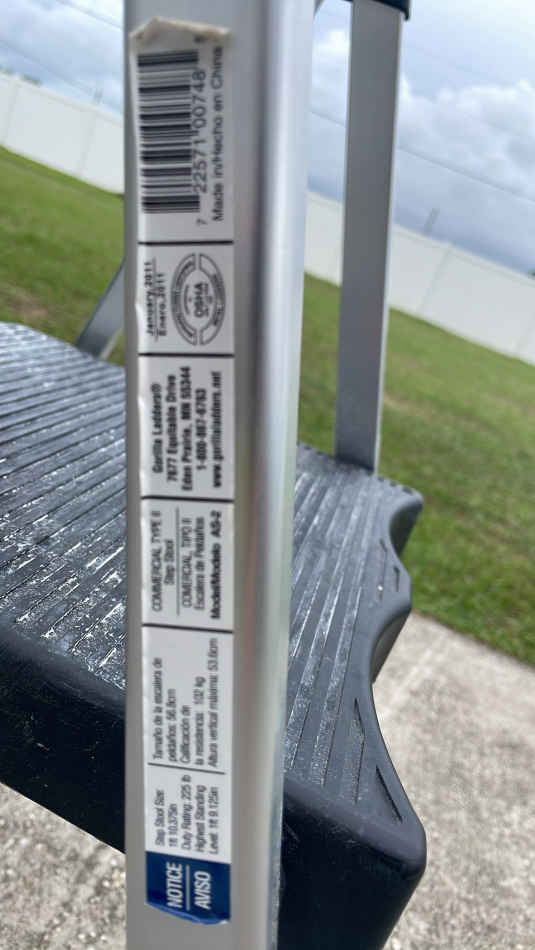 NOTICE
AVISO
Step Stool Size:
1ft 10.375in
Duty Rating: 225 lb
Highest Standing
Level: 1ft 9.125in
Tamaño de la escalera de
peldaños: 56.8cm
Calificación de
la resistencia: 102 kg
Altura vertical máxima: 53.6cm
COMMERCIAL TYPE II
Step Stool
COMERCIAL, TIPO II
Escalera de Peldaños
Model/Modelo AS-2
Gorilla Ladders®
7677 Equitable Drive
Eden Prairie, MN 55344
1-800-867-6763
www.gorillaladders.net
January,2011
Enero,2011
OSHA
7 22571 00748
Made in/Hecho en China